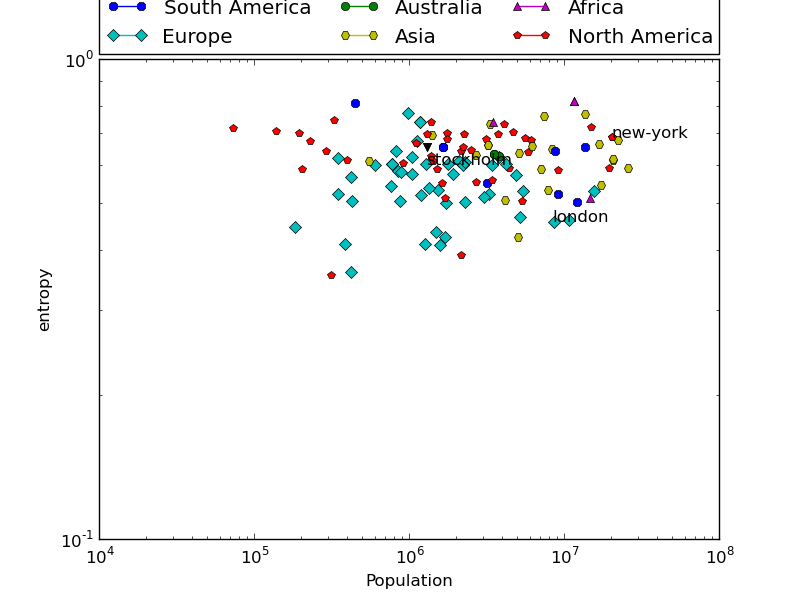 South America Australia Africa
Europe Asia North America
10^0
new-york
stockholm
london
entropy
10^-1
10^4 10^5 10^6 10^7 10^8
Population